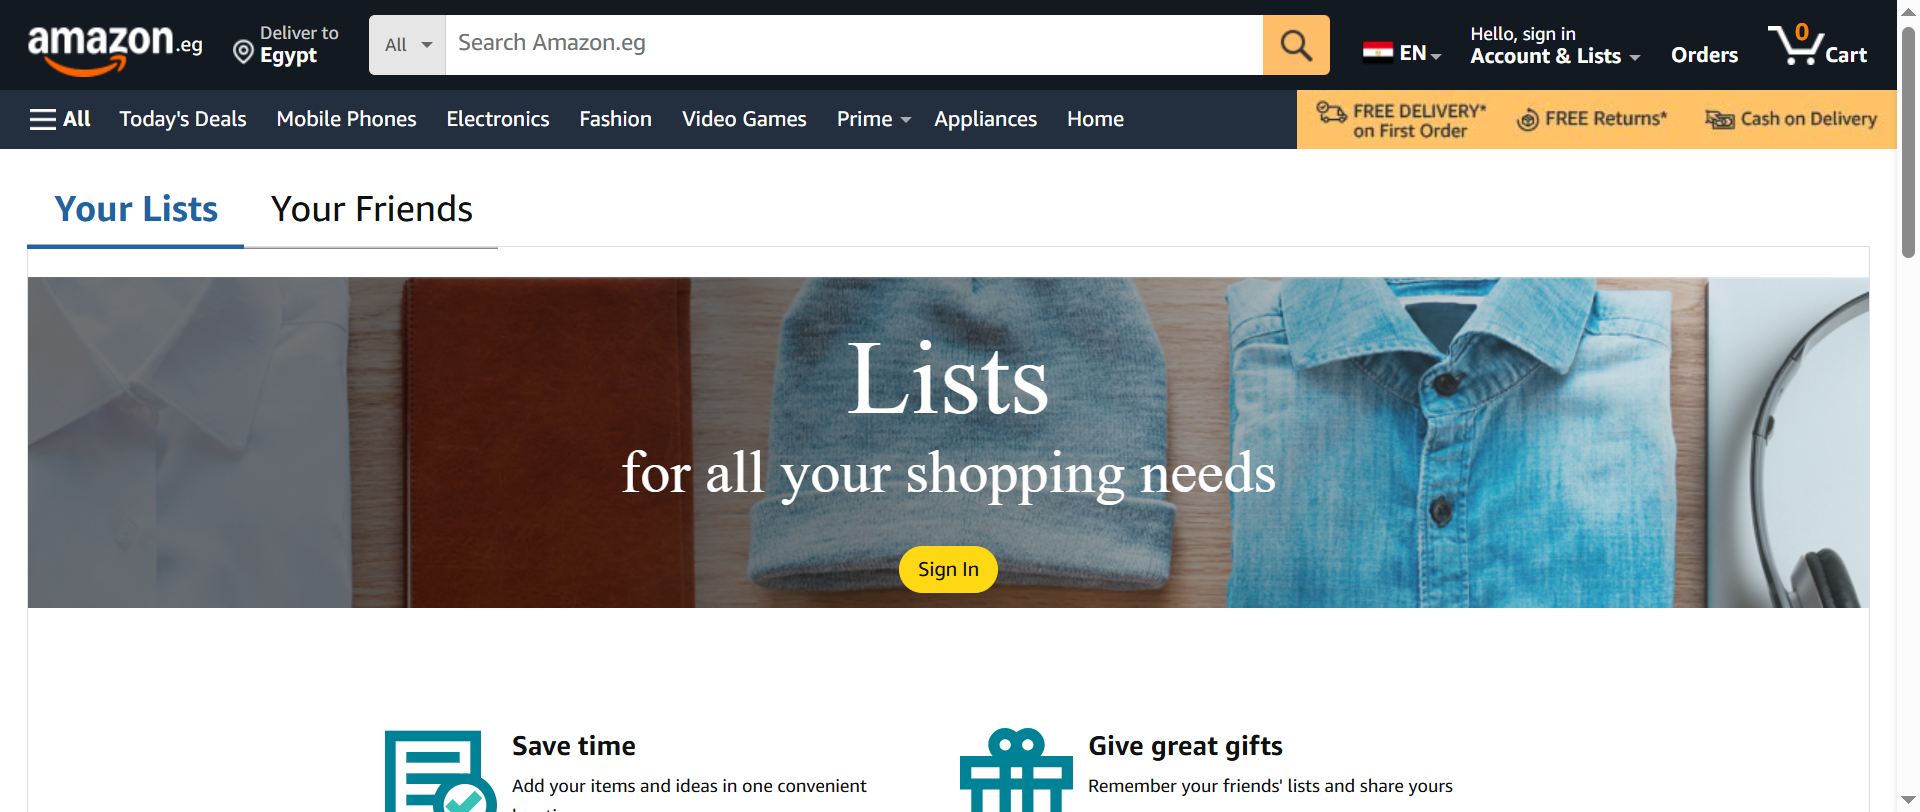 amazon.eg
Deliver to
Egypt
All
Search Amazon.eg
EN
Hello, sign in
Account & Lists
Orders
0
Cart
All
Today's Deals
Mobile Phones
Electronics
Fashion
Video Games
Prime
Appliances
Home
FREE DELIVERY*
on First Order
FREE Returns*
Cash on Delivery
Your Lists
Your Friends
Lists
for all your shopping needs
Sign In
Save time
Add your items and ideas in one convenient
Give great gifts
Remember your friends' lists and share yours